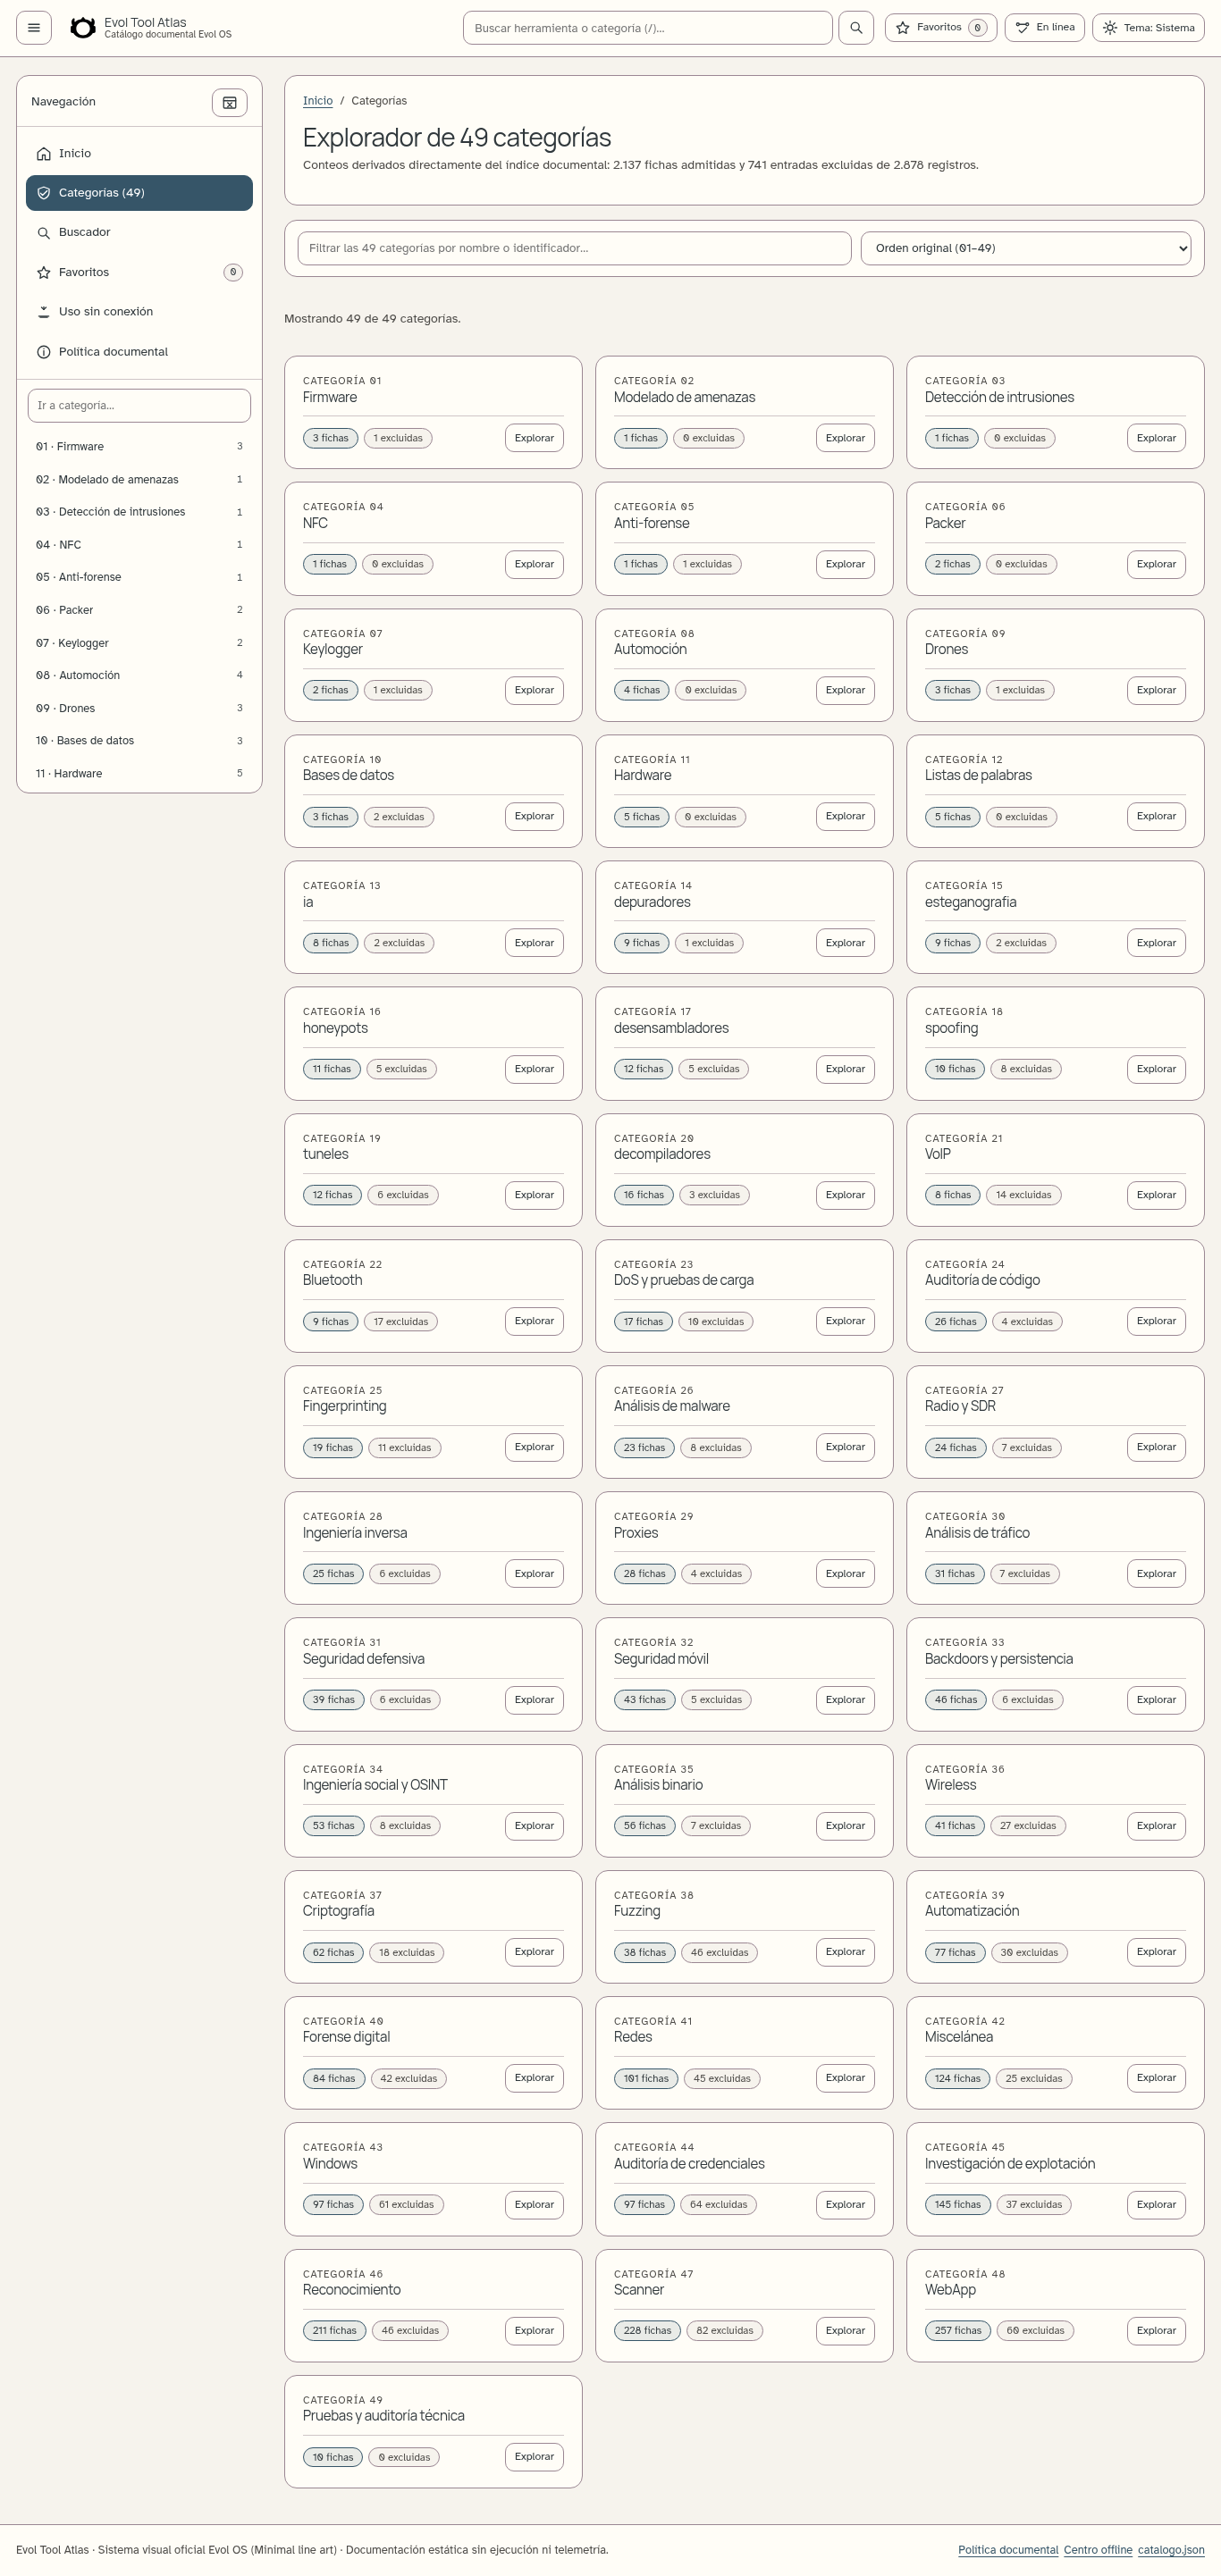 Evol Tool Atlas
Catálogo documental Evol OS
Buscar herramienta o categoría (/)...
Favoritos 0
En línea
Tema: Sistema
Navegación
Inicio
Categorías (49)
Buscador
Favoritos 0
Uso sin conexión
Política documental
Ir a categoría...
01 · Firmware 3
02 · Modelado de amenazas 1
03 · Detección de intrusiones 1
04 · NFC 1
05 · Anti-forense 1
06 · Packer 2
07 · Keylogger 2
08 · Automoción 4
09 · Drones 3
10 · Bases de datos 3
11 · Hardware 5
Inicio / Categorías
Explorador de 49 categorías
Conteos derivados directamente del índice documental: 2.137 fichas admitidas y 741 entradas excluidas de 2.878 registros.
Filtrar las 49 categorías por nombre o identificador...
Orden original (01–49)
Mostrando 49 de 49 categorías.
CATEGORÍA 01
Firmware
3 fichas 1 excluidas Explorar
CATEGORÍA 02
Modelado de amenazas
1 fichas 0 excluidas Explorar
CATEGORÍA 03
Detección de intrusiones
1 fichas 0 excluidas Explorar
CATEGORÍA 04
NFC
1 fichas 0 excluidas Explorar
CATEGORÍA 05
Anti-forense
1 fichas 1 excluidas Explorar
CATEGORÍA 06
Packer
2 fichas 0 excluidas Explorar
CATEGORÍA 07
Keylogger
2 fichas 1 excluidas Explorar
CATEGORÍA 08
Automoción
4 fichas 0 excluidas Explorar
CATEGORÍA 09
Drones
3 fichas 1 excluidas Explorar
CATEGORÍA 10
Bases de datos
3 fichas 2 excluidas Explorar
CATEGORÍA 11
Hardware
5 fichas 0 excluidas Explorar
CATEGORÍA 12
Listas de palabras
5 fichas 0 excluidas Explorar
CATEGORÍA 13
ia
8 fichas 2 excluidas Explorar
CATEGORÍA 14
depuradores
9 fichas 1 excluidas Explorar
CATEGORÍA 15
esteganografia
9 fichas 2 excluidas Explorar
CATEGORÍA 16
honeypots
11 fichas 5 excluidas Explorar
CATEGORÍA 17
desensambladores
12 fichas 5 excluidas Explorar
CATEGORÍA 18
spoofing
10 fichas 8 excluidas Explorar
CATEGORÍA 19
tuneles
12 fichas 6 excluidas Explorar
CATEGORÍA 20
decompiladores
16 fichas 3 excluidas Explorar
CATEGORÍA 21
VoIP
8 fichas 14 excluidas Explorar
CATEGORÍA 22
Bluetooth
9 fichas 17 excluidas Explorar
CATEGORÍA 23
DoS y pruebas de carga
17 fichas 10 excluidas Explorar
CATEGORÍA 24
Auditoría de código
26 fichas 4 excluidas Explorar
CATEGORÍA 25
Fingerprinting
19 fichas 11 excluidas Explorar
CATEGORÍA 26
Análisis de malware
23 fichas 8 excluidas Explorar
CATEGORÍA 27
Radio y SDR
24 fichas 7 excluidas Explorar
CATEGORÍA 28
Ingeniería inversa
25 fichas 6 excluidas Explorar
CATEGORÍA 29
Proxies
28 fichas 4 excluidas Explorar
CATEGORÍA 30
Análisis de tráfico
31 fichas 7 excluidas Explorar
CATEGORÍA 31
Seguridad defensiva
39 fichas 6 excluidas Explorar
CATEGORÍA 32
Seguridad móvil
43 fichas 5 excluidas Explorar
CATEGORÍA 33
Backdoors y persistencia
46 fichas 6 excluidas Explorar
CATEGORÍA 34
Ingeniería social y OSINT
53 fichas 8 excluidas Explorar
CATEGORÍA 35
Análisis binario
56 fichas 7 excluidas Explorar
CATEGORÍA 36
Wireless
41 fichas 27 excluidas Explorar
CATEGORÍA 37
Criptografía
62 fichas 18 excluidas Explorar
CATEGORÍA 38
Fuzzing
38 fichas 46 excluidas Explorar
CATEGORÍA 39
Automatización
77 fichas 30 excluidas Explorar
CATEGORÍA 40
Forense digital
84 fichas 42 excluidas Explorar
CATEGORÍA 41
Redes
101 fichas 45 excluidas Explorar
CATEGORÍA 42
Miscelánea
124 fichas 25 excluidas Explorar
CATEGORÍA 43
Windows
97 fichas 61 excluidas Explorar
CATEGORÍA 44
Auditoría de credenciales
97 fichas 64 excluidas Explorar
CATEGORÍA 45
Investigación de explotación
145 fichas 37 excluidas Explorar
CATEGORÍA 46
Reconocimiento
211 fichas 46 excluidas Explorar
CATEGORÍA 47
Scanner
228 fichas 82 excluidas Explorar
CATEGORÍA 48
WebApp
257 fichas 60 excluidas Explorar
CATEGORÍA 49
Pruebas y auditoría técnica
10 fichas 0 excluidas Explorar
Evol Tool Atlas · Sistema visual oficial Evol OS (Minimal line art) · Documentación estática sin ejecución ni telemetría.
Política documental Centro offline catalogo.json